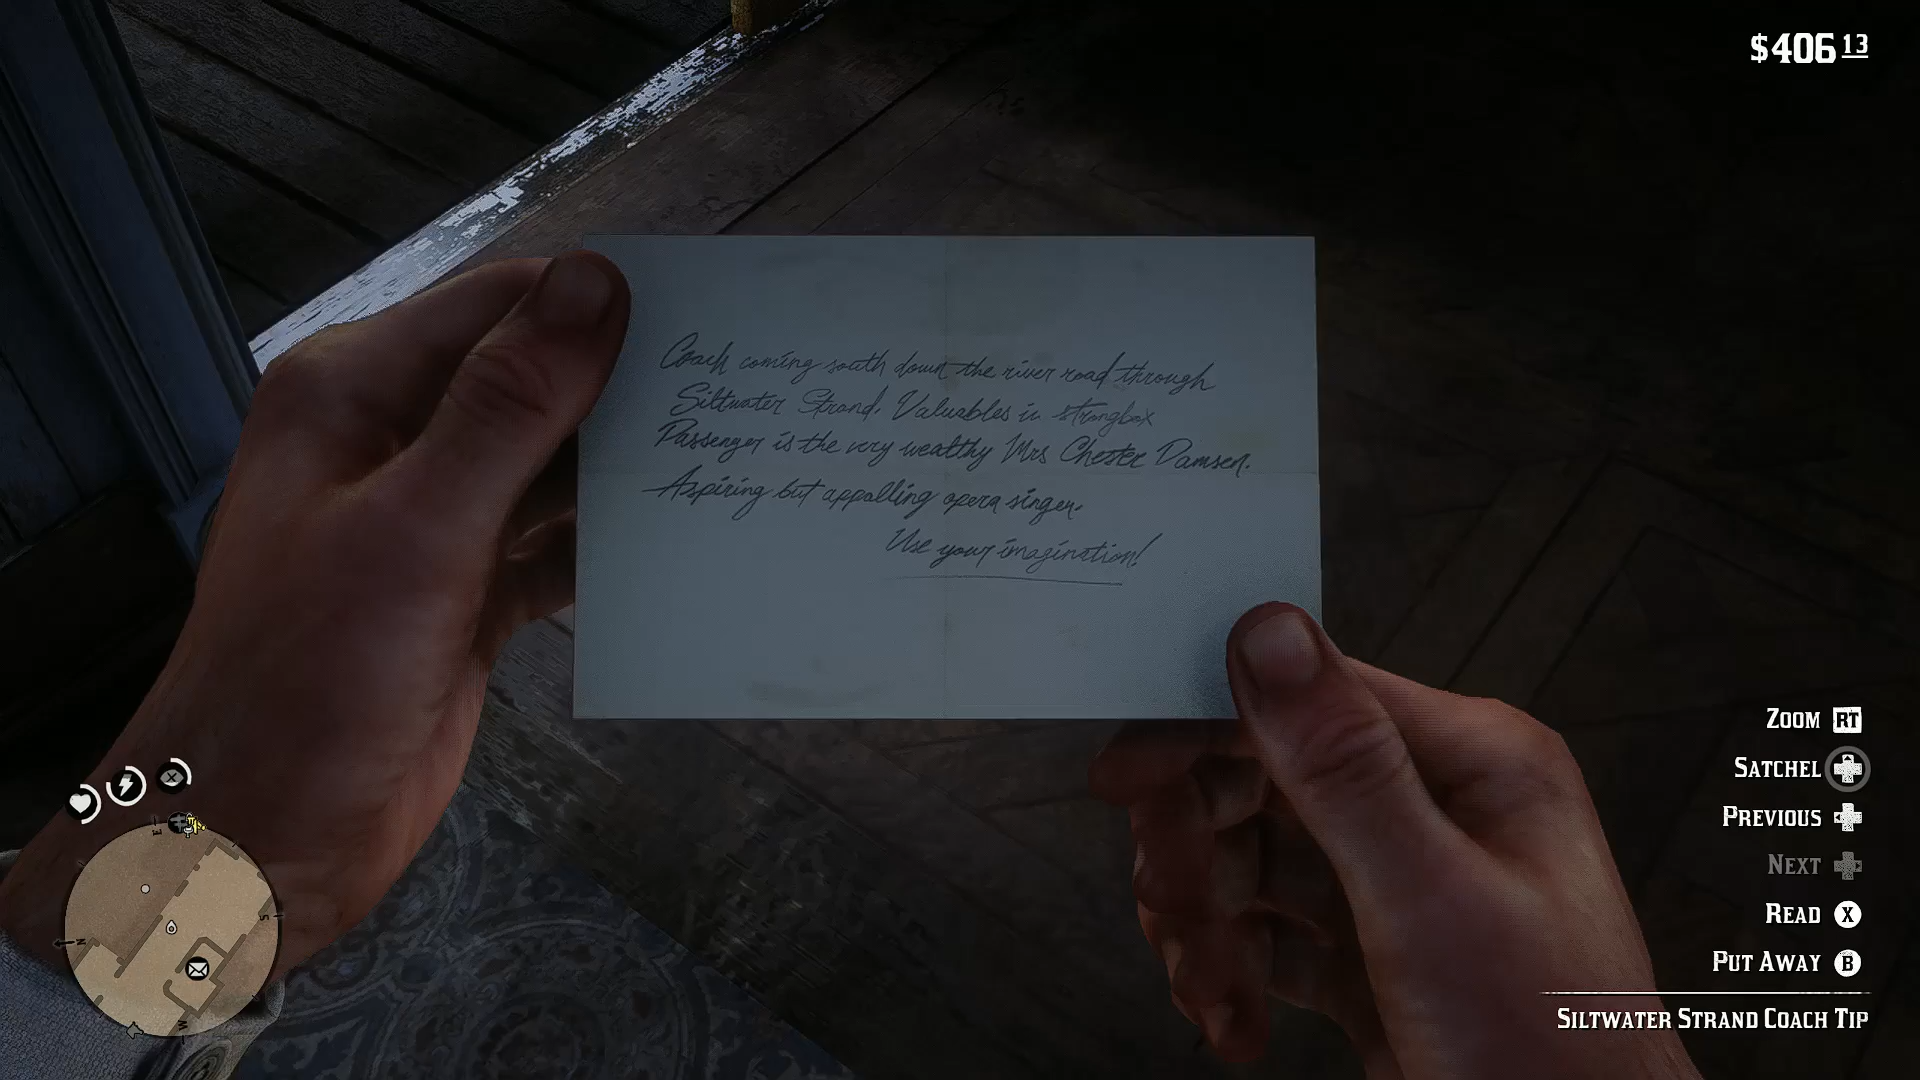 $406 13
Coach coming south down the river road through
Siltwater Strand. Valuables in strongbox
Passenger is the very wealthy Mrs Chester Damsen.
Aspiring but appalling opera singer.
Use your imagination!
ZOOM RT
SATCHEL
PREVIOUS
NEXT
READ X
PUT AWAY B
SILTWATER STRAND COACH TIP
E
S
N
W